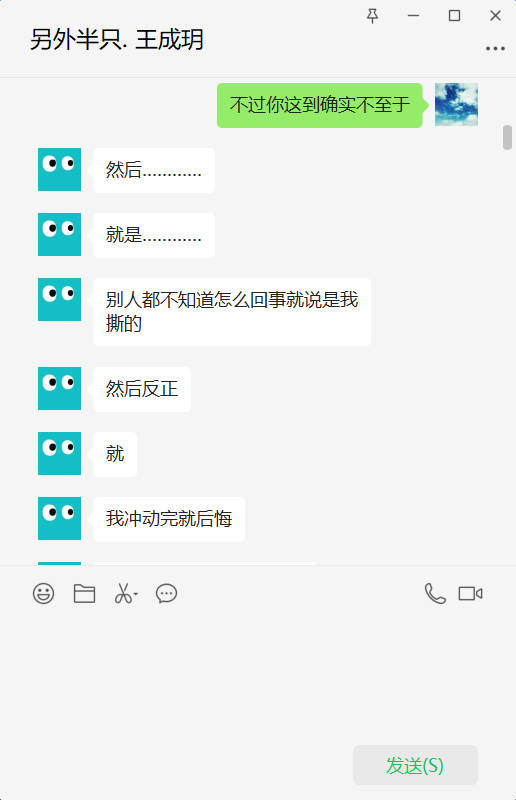 另外半只. 王成玥
不过你这到确实不至于
然后............
就是............
别人都不知道怎么回事就说是我
撕的
然后反正
就
我冲动完就后悔
发送(S)